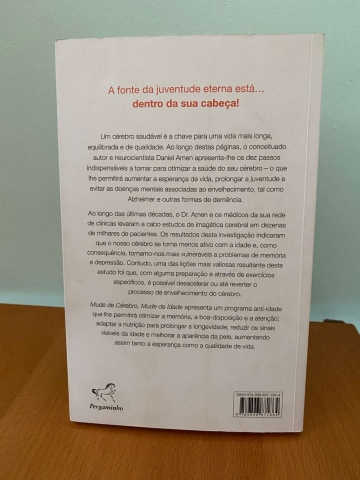 A fonte da juventude eterna está...
dentro da sua cabeça!
Um cérebro saudável é a chave para uma vida mais longa,
equilibrada e de qualidade. Ao longo destas páginas, o conceituado
autor e neurocientista Daniel Amen apresenta-lhe os dez passos
indispensáveis a tomar para otimizar a saúde do seu cérebro – o que
lhe permitirá aumentar a esperança de vida, prolongar a juventude e
evitar as doenças mentais associadas ao envelhecimento, tal como
Alzheimer e outras formas de demência.
Ao longo das últimas décadas, o Dr. Amen e os médicos da sua rede
de clínicas levaram a cabo estudos de imagética cerebral em dezenas
de milhares de pacientes. Os resultados desta investigação indicaram
que o nosso cérebro se torna menos ativo com a idade e, como
consequência, tornamo-nos mais vulneráveis a problemas de memória
e depressão. Contudo, uma das lições mais valiosas resultante deste
estudo foi que, com alguma preparação e através de exercícios
específicos, é possível desacelerar ou até reverter o
processo de envelhecimento do cérebro.
Mude de Cérebro, Mude de Idade apresenta um programa anti-idade
que lhe permitirá otimizar a memória, a boa-disposição e a atenção;
adaptar a nutrição para prolongar a longevidade; reduzir os sinais
visíveis da idade e melhorar a aparência da pele, aumentando
assim tanto a esperança como a qualidade de vida.
Pergaminho